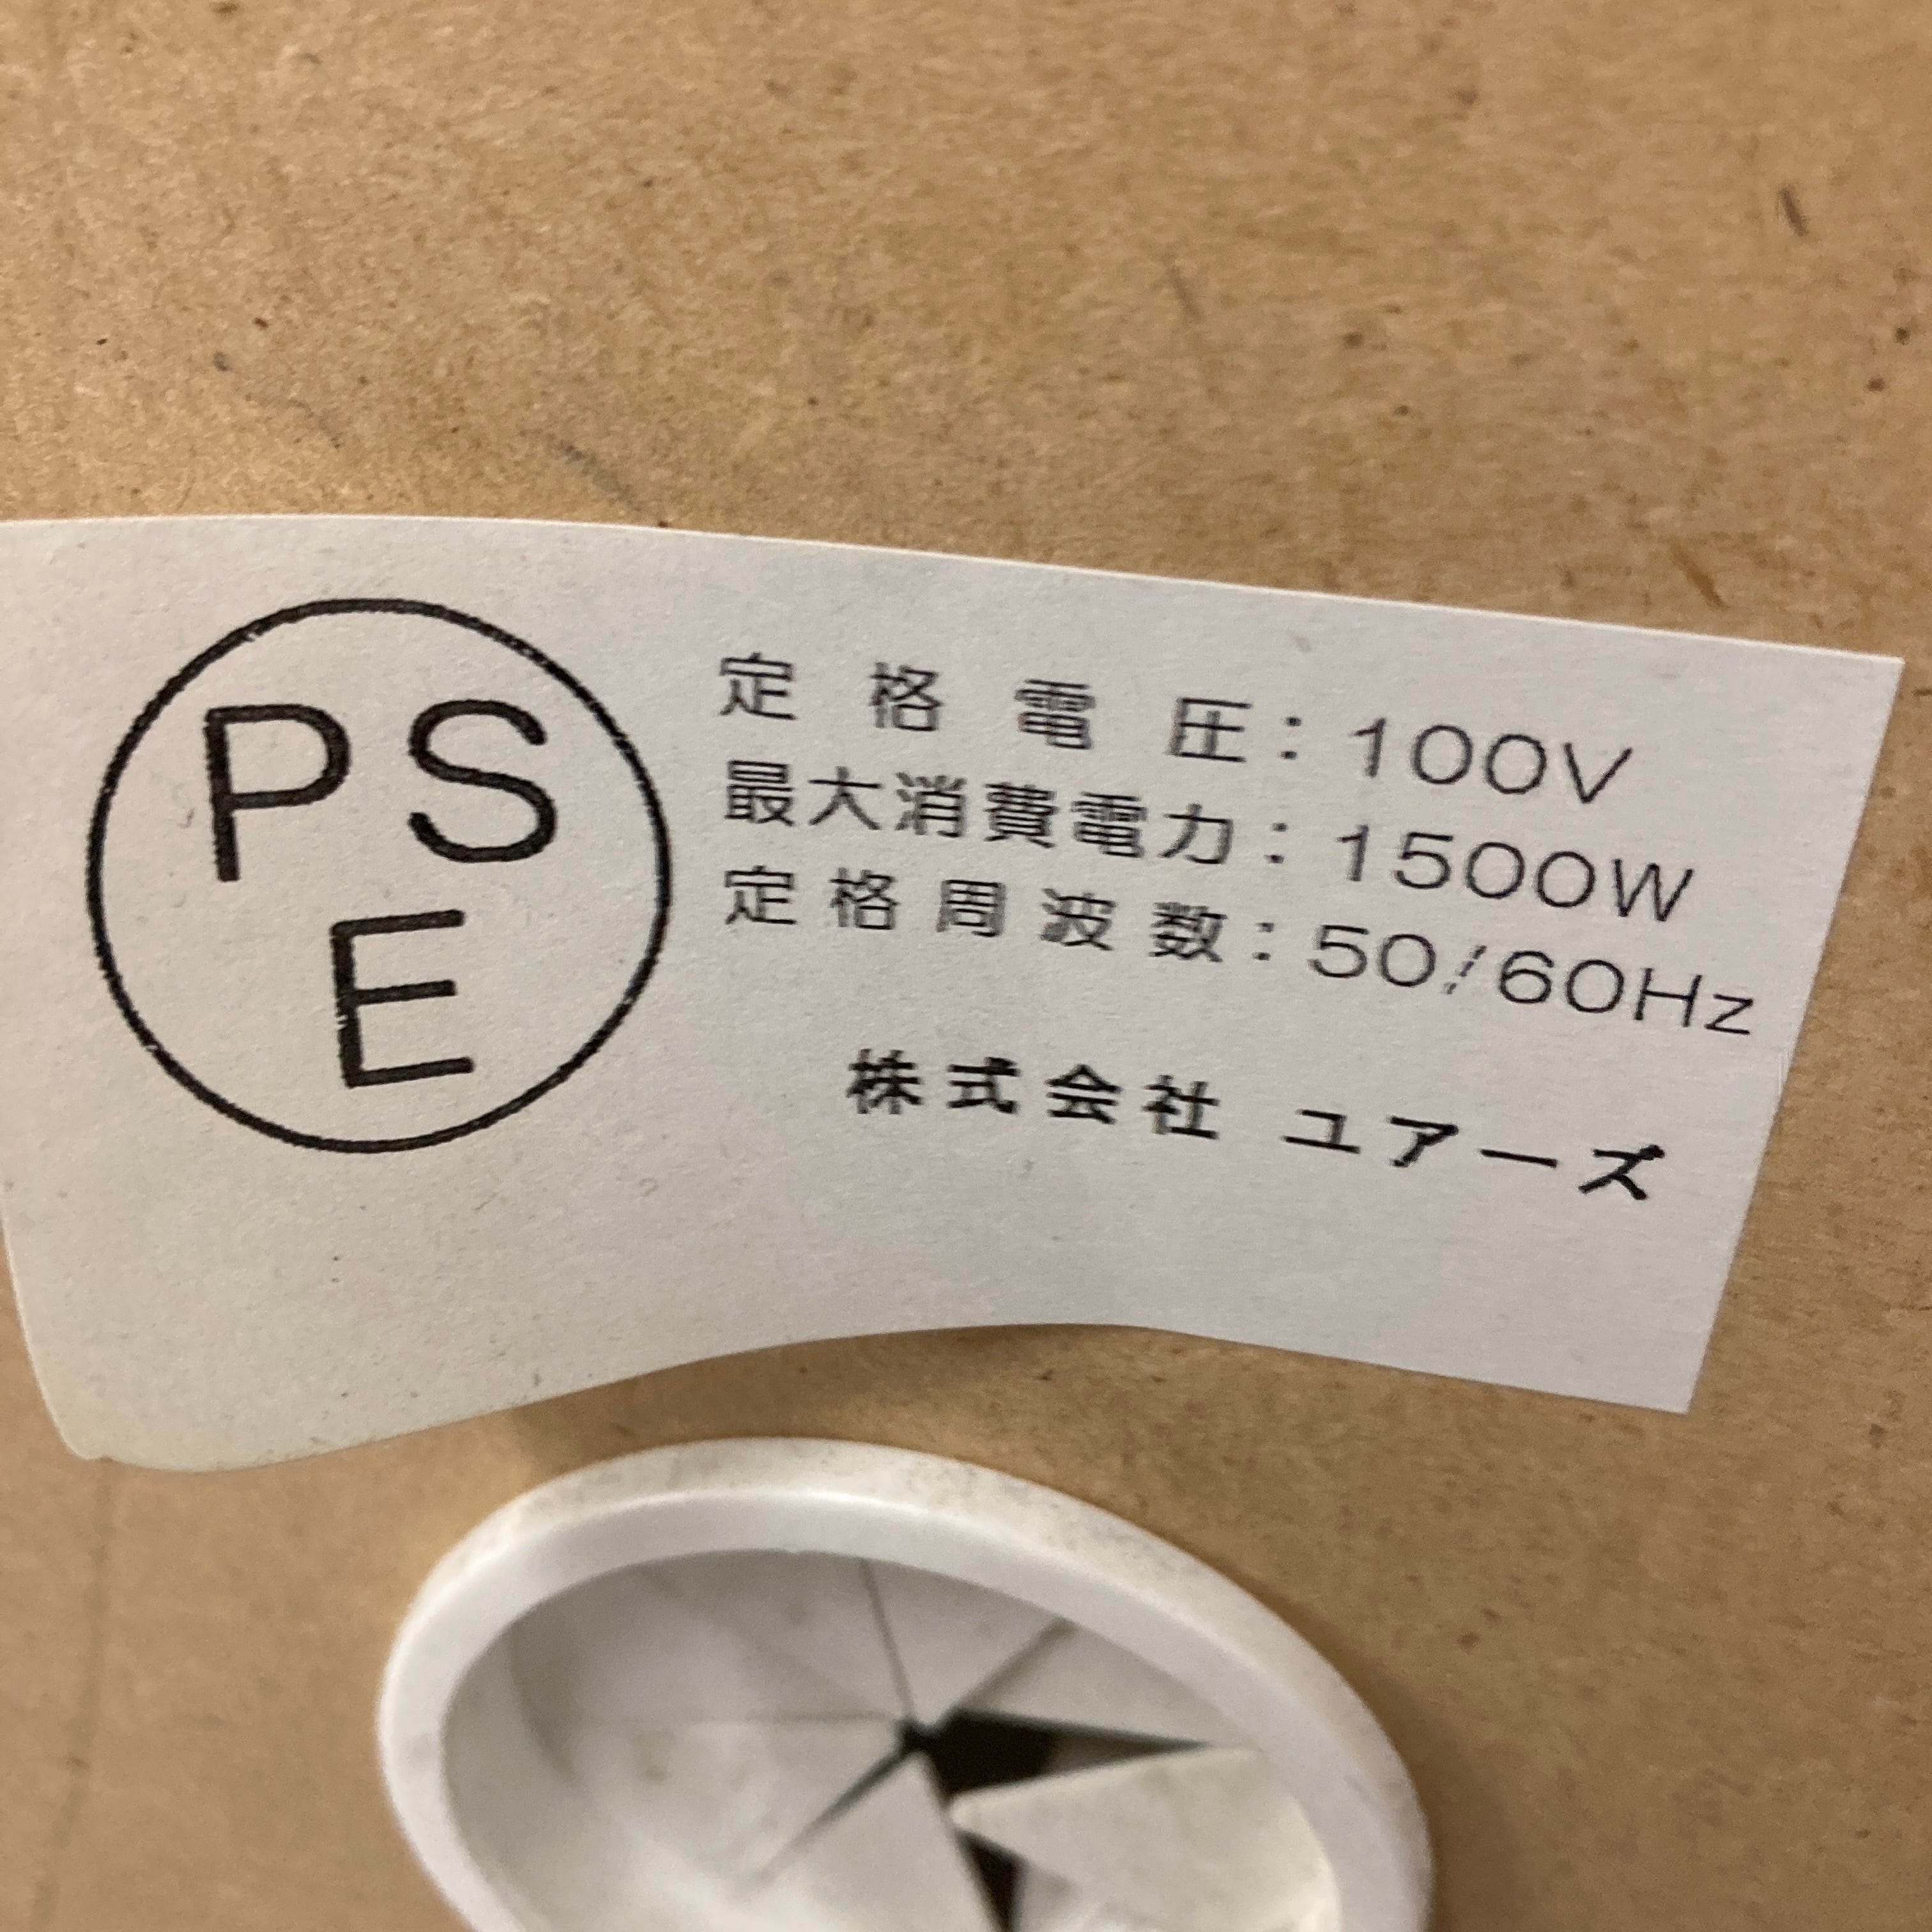 PS
E
定格電圧：100V
最大消費電力：1500W
定格周波数：50/60Hz
株式会社 ユアーズ